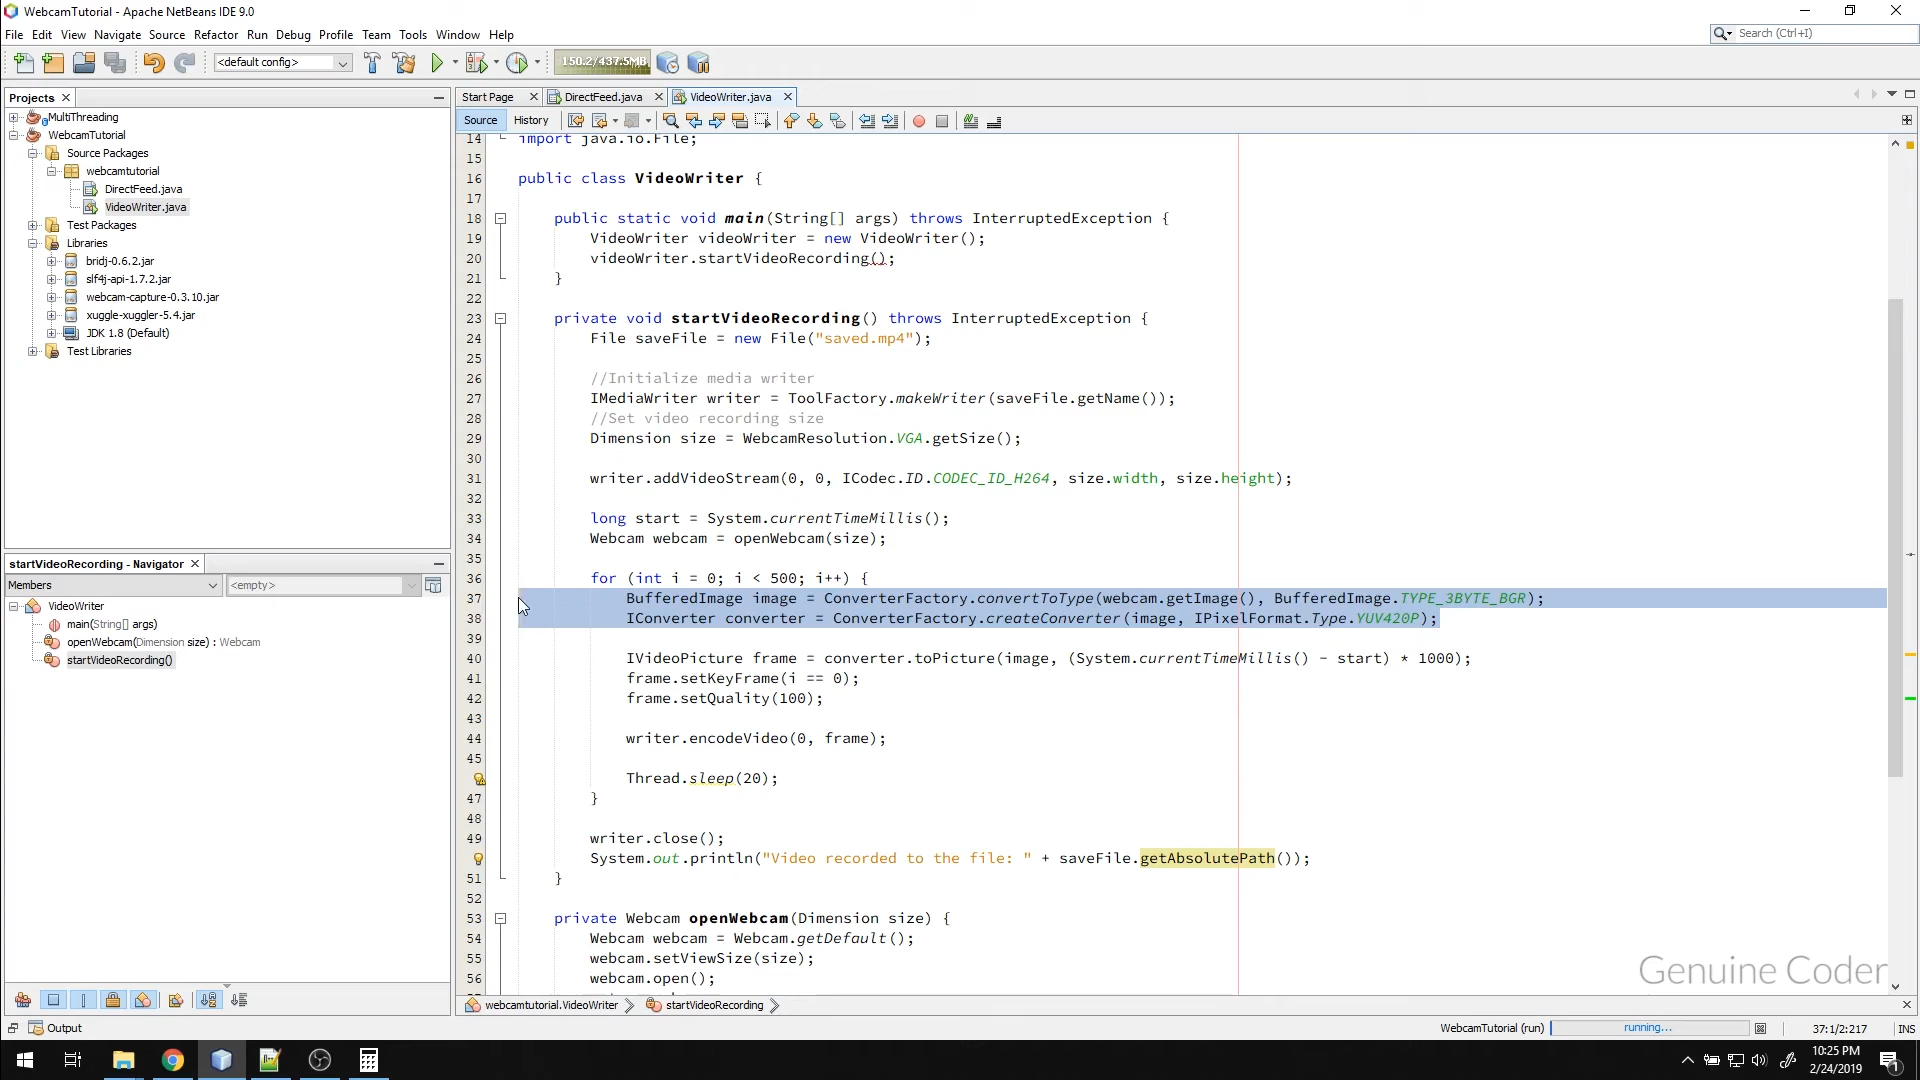 WebcamTutorial - Apache NetBeans IDE 9.0
File Edit View Navigate Source Refactor Run Debug Profile Team Tools Window Help
Search (Ctrl+I)
<default config>
150.2/437.5MB
Projects
MultiThreading
WebcamTutorial
Source Packages
webcamtutorial
DirectFeed.java
VideoWriter.java
Test Packages
Libraries
bridj-0.6.2.jar
slf4j-api-1.7.2.jar
webcam-capture-0.3.10.jar
xuggle-xuggler-5.4.jar
JDK 1.8 (Default)
Test Libraries
startVideoRecording - Navigator
Members
<empty>
VideoWriter
main(String[] args)
openWebcam(Dimension size) : Webcam
startVideoRecording()
Start Page DirectFeed.java VideoWriter.java
Source History
14 import java.io.File;
15
16 public class VideoWriter {
17
18 public static void main(String[] args) throws InterruptedException {
19 VideoWriter videoWriter = new VideoWriter();
20 videoWriter.startVideoRecording();
21 }
22
23 private void startVideoRecording() throws InterruptedException {
24 File saveFile = new File("saved.mp4");
25
26 //Initialize media writer
27 IMediaWriter writer = ToolFactory.makeWriter(saveFile.getName());
28 //Set video recording size
29 Dimension size = WebcamResolution.VGA.getSize();
30
31 writer.addVideoStream(0, 0, ICodec.ID.CODEC_ID_H264, size.width, size.height);
32
33 long start = System.currentTimeMillis();
34 Webcam webcam = openWebcam(size);
35
36 for (int i = 0; i < 500; i++) {
37 BufferedImage image = ConverterFactory.convertToType(webcam.getImage(), BufferedImage.TYPE_3BYTE_BGR);
38 IConverter converter = ConverterFactory.createConverter(image, IPixelFormat.Type.YUV420P);
39
40 IVideoPicture frame = converter.toPicture(image, (System.currentTimeMillis() - start) * 1000);
41 frame.setKeyFrame(i == 0);
42 frame.setQuality(100);
43
44 writer.encodeVideo(0, frame);
45
Thread.sleep(20);
47 }
48
49 writer.close();
System.out.println("Video recorded to the file: " + saveFile.getAbsolutePath());
51 }
52
53 private Webcam openWebcam(Dimension size) {
54 Webcam webcam = Webcam.getDefault();
55 webcam.setViewSize(size);
56 webcam.open();
Genuine Coder
webcamtutorial.VideoWriter startVideoRecording
Output
WebcamTutorial (run) running... 37:1/2:217 INS
10:25 PM
2/24/2019
1